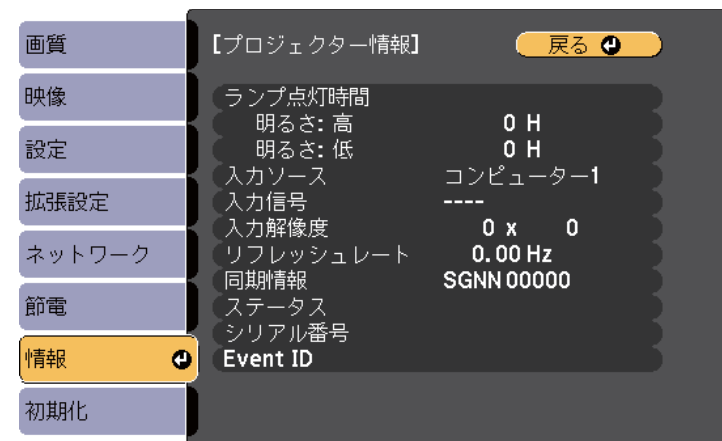 画質
映像
設定
拡張設定
ネットワーク
節電
情報
初期化
【プロジェクター情報】 戻る
ランプ点灯時間
明るさ: 高 0 H
明るさ: 低 0 H
入力ソース コンピューター1
入力信号 ----
入力解像度 0 x 0
リフレッシュレート 0.00 Hz
同期情報 SGNN 00000
ステータス
シリアル番号
Event ID